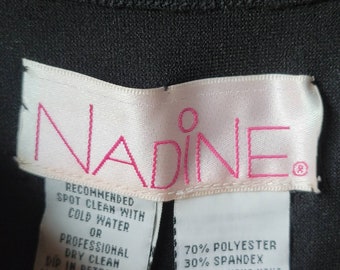 NADiNE®
RECOMMENDED
SPOT CLEAN WITH
COLD WATER
OR
PROFESSIONAL
DRY CLEAN
70% POLYESTER
30% SPANDEX